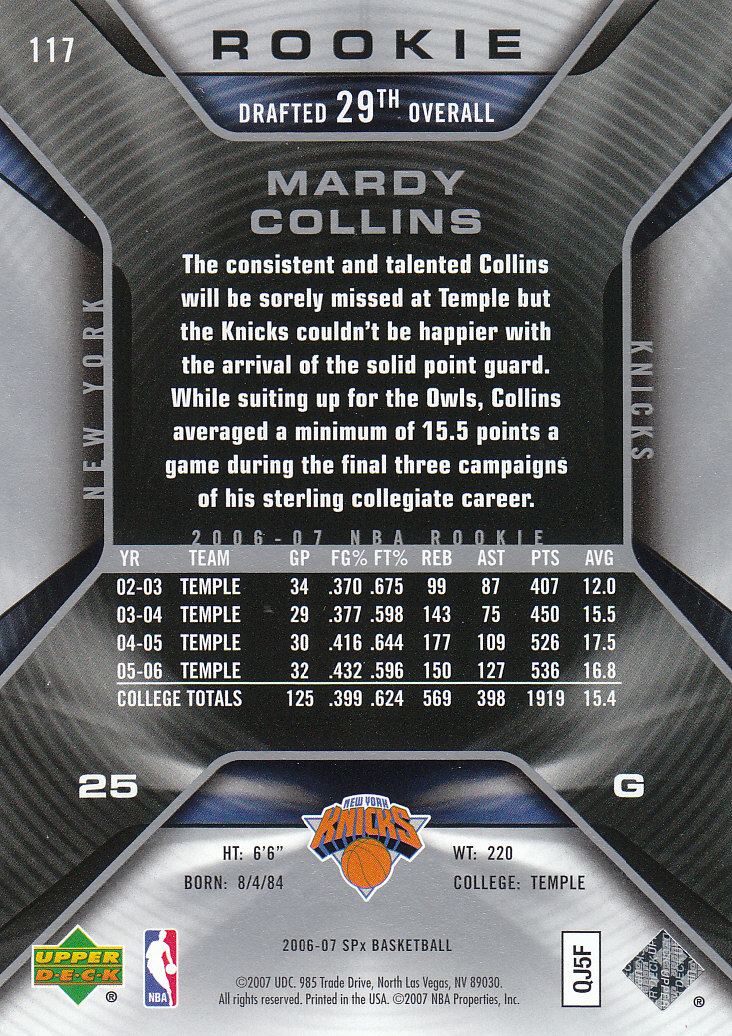 117
ROOKIE
DRAFTED 29TH OVERALL
MARDY
COLLINS
The consistent and talented Collins
will be sorely missed at Temple but
the Knicks couldn't be happier with
the arrival of the solid point guard.
While suiting up for the Owls, Collins
averaged a minimum of 15.5 points a
game during the final three campaigns
of his sterling collegiate career.
NEW YORK
KNICKS
2006-07 NBA ROOKIE
YR TEAM GP FG% FT% REB AST PTS AVG
02-03 TEMPLE 34 .370 .675 99 87 407 12.0
03-04 TEMPLE 29 .377 .598 143 75 450 15.5
04-05 TEMPLE 30 .416 .644 177 109 526 17.5
05-06 TEMPLE 32 .432 .596 150 127 536 16.8
COLLEGE TOTALS 125 .399 .624 569 398 1919 15.4
25
G
NEW YORK
KNICKS
HT: 6'6" WT: 220
BORN: 8/4/84 COLLEGE: TEMPLE
UPPER
D·E·C·K
®
NBA
2006-07 SPx BASKETBALL
©2007 UDC. 985 Trade Drive, North Las Vegas, NV 89030.
All rights reserved. Printed in the USA. ©2007 NBA Properties, Inc.
QJ5F
®